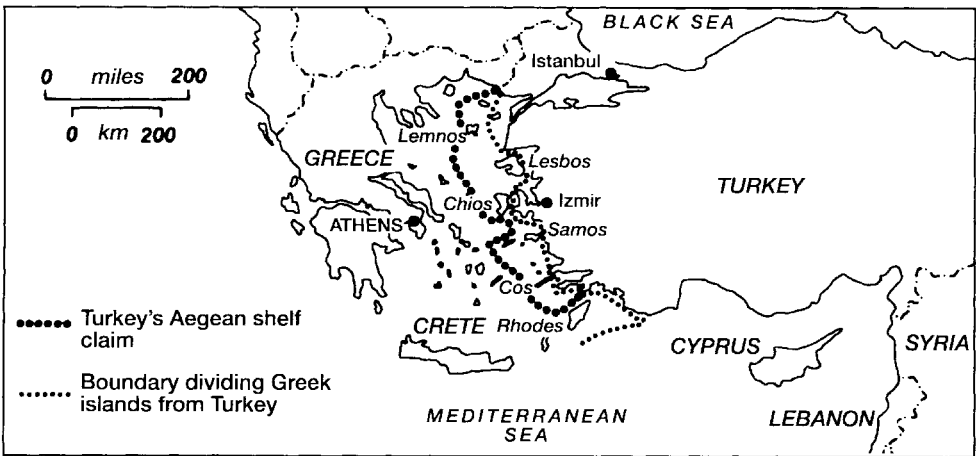 BLACK SEA
Istanbul
0 miles 200
0 km 200
Lemnos
GREECE
Lesbos
TURKEY
Chios
Izmir
ATHENS
Samos
Cos
Turkey's Aegean shelf
claim
CRETE
Rhodes
CYPRUS
SYRIA
Boundary dividing Greek
islands from Turkey
MEDITERRANEAN
SEA
LEBANON